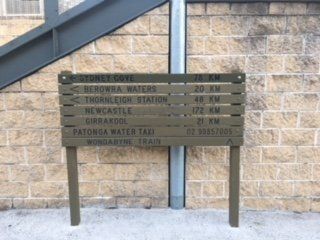 ← SYDNEY COVE 78 KM
← BEROWRA WATERS 20 KM
← THORNLEIGH STATION 48 KM
NEWCASTLE 172 KM
GIRRAKOOL 21 KM
PATONGA WATER TAXI 02 99857005
WONDABYNE TRAIN